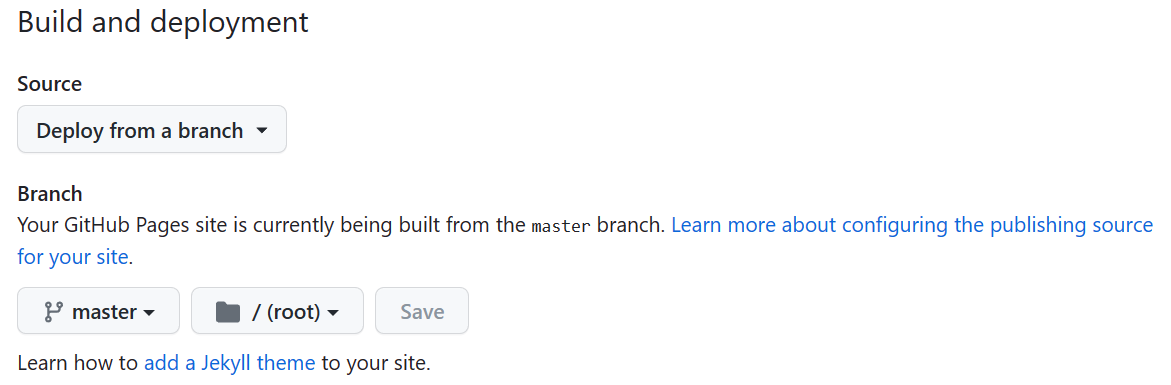 Build and deployment
Source
Deploy from a branch
Branch
Your GitHub Pages site is currently being built from the master branch. Learn more about configuring the publishing source
for your site.
master / (root) Save
Learn how to add a Jekyll theme to your site.